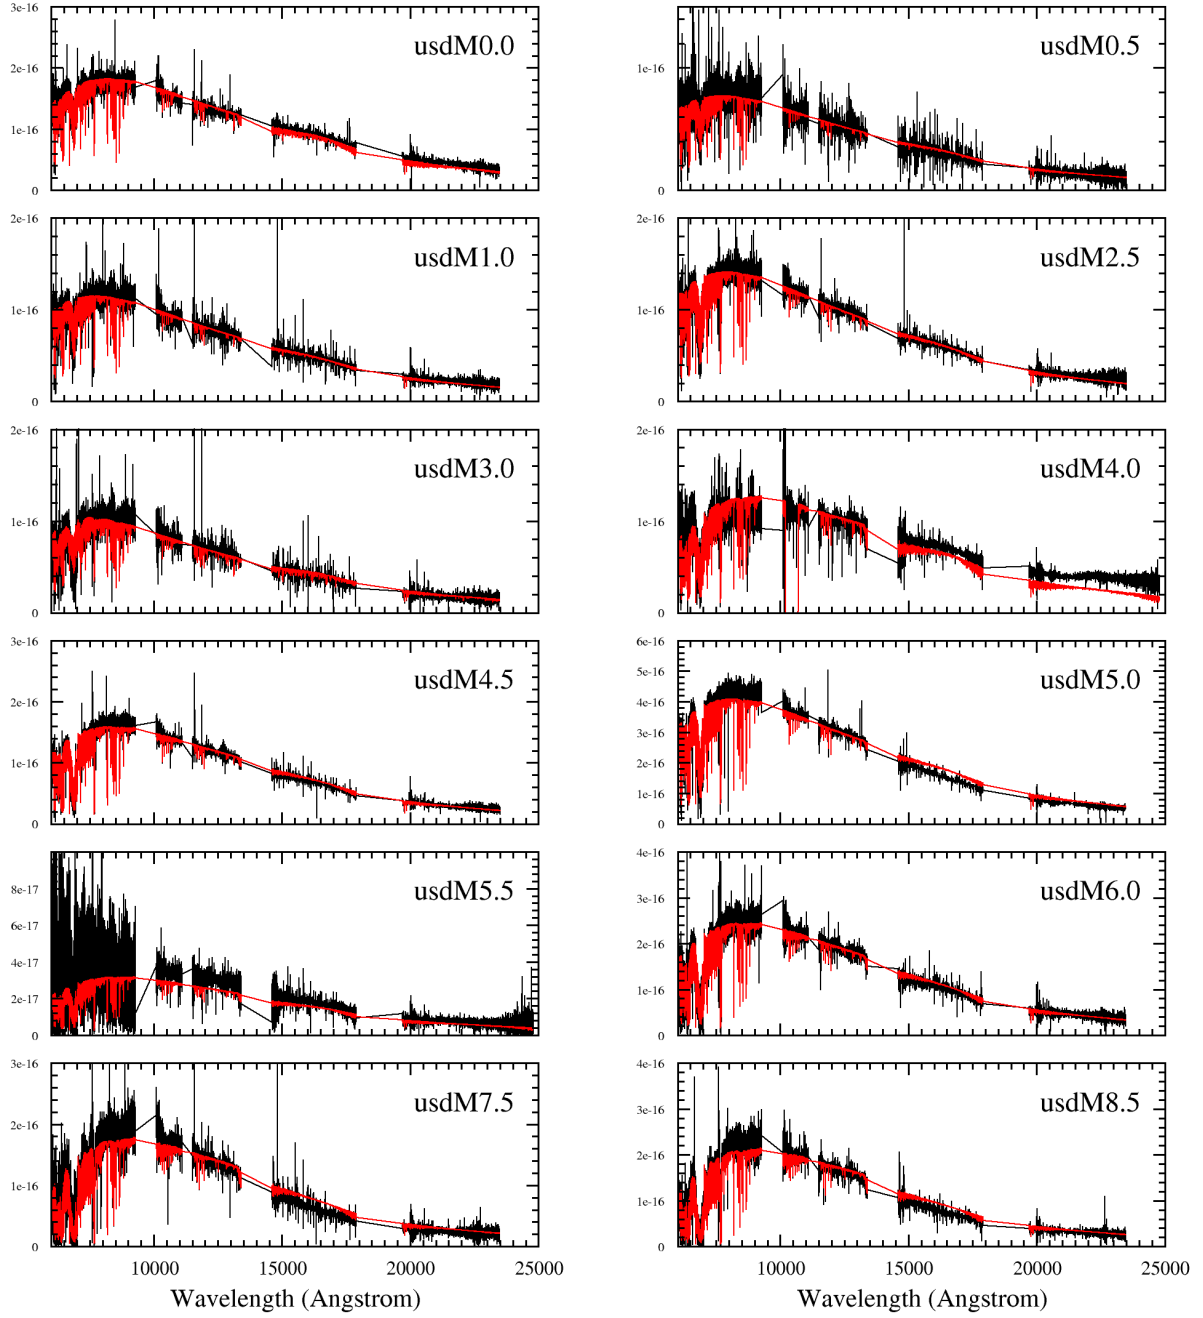 3e-16
2e-16
1e-16
0
usdM0.0
1e-16
0
usdM0.5
2e-16
1e-16
0
usdM1.0
2e-16
1e-16
0
usdM2.5
2e-16
1e-16
0
usdM3.0
2e-16
1e-16
0
usdM4.0
3e-16
2e-16
1e-16
0
usdM4.5
6e-16
5e-16
4e-16
3e-16
2e-16
1e-16
0
usdM5.0
8e-17
6e-17
4e-17
2e-17
0
usdM5.5
4e-16
3e-16
2e-16
1e-16
0
usdM6.0
3e-16
2e-16
1e-16
0
usdM7.5
4e-16
3e-16
2e-16
1e-16
0
usdM8.5
10000 15000 20000 25000
Wavelength (Angstrom)
10000 15000 20000 25000
Wavelength (Angstrom)